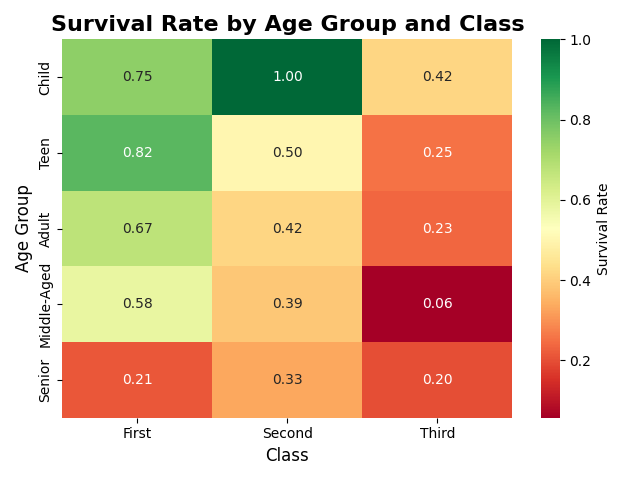 Survival Rate by Age Group and Class
Age Group
Child
0.75 1.00 0.42
Teen
0.82 0.50 0.25
Adult
0.67 0.42 0.23
Middle-Aged
0.58 0.39 0.06
Senior
0.21 0.33 0.20
First Second Third
Class
1.0
0.8
0.6
0.4
0.2
Survival Rate